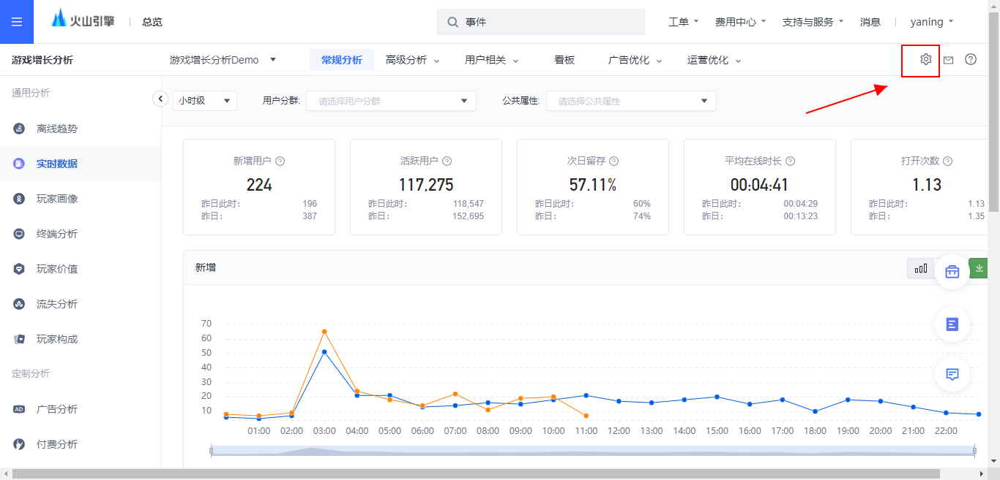 火山引擎 总览 事件 工单 费用中心 支持与服务 消息 yaning
游戏增长分析 游戏增长分析Demo 常规分析 高级分析 用户相关 看板 广告优化 运营优化
通用分析
小时级 用户分群: 请选择用户分群 公共属性: 请选择公共属性
离线趋势
实时数据
玩家画像
终端分析
玩家价值
流失分析
玩家构成
定制分析
AD 广告分析
付费分析
新增用户
224
昨日此时: 196
昨日: 387
活跃用户
117,275
昨日此时: 118,547
昨日: 152,695
次日留存
57.11%
昨日此时: 60%
昨日: 74%
平均在线时长
00:04:41
昨日此时: 00:04:29
昨日: 00:13:23
打开次数
1.13
昨日此时: 1.13
昨日: 1.35
新增
70
60
50
40
30
20
10
01:00 02:00 03:00 04:00 05:00 06:00 07:00 08:00 09:00 10:00 11:00 12:00 13:00 14:00 15:00 16:00 17:00 18:00 19:00 20:00 21:00 22:00